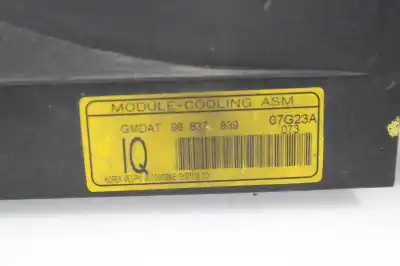 MODULE-COOLING ASM
GMDAT 96 837 839 07G23A
IQ 073
KOREA DELPHI AUTOMOTIVE SYSTEMS CO